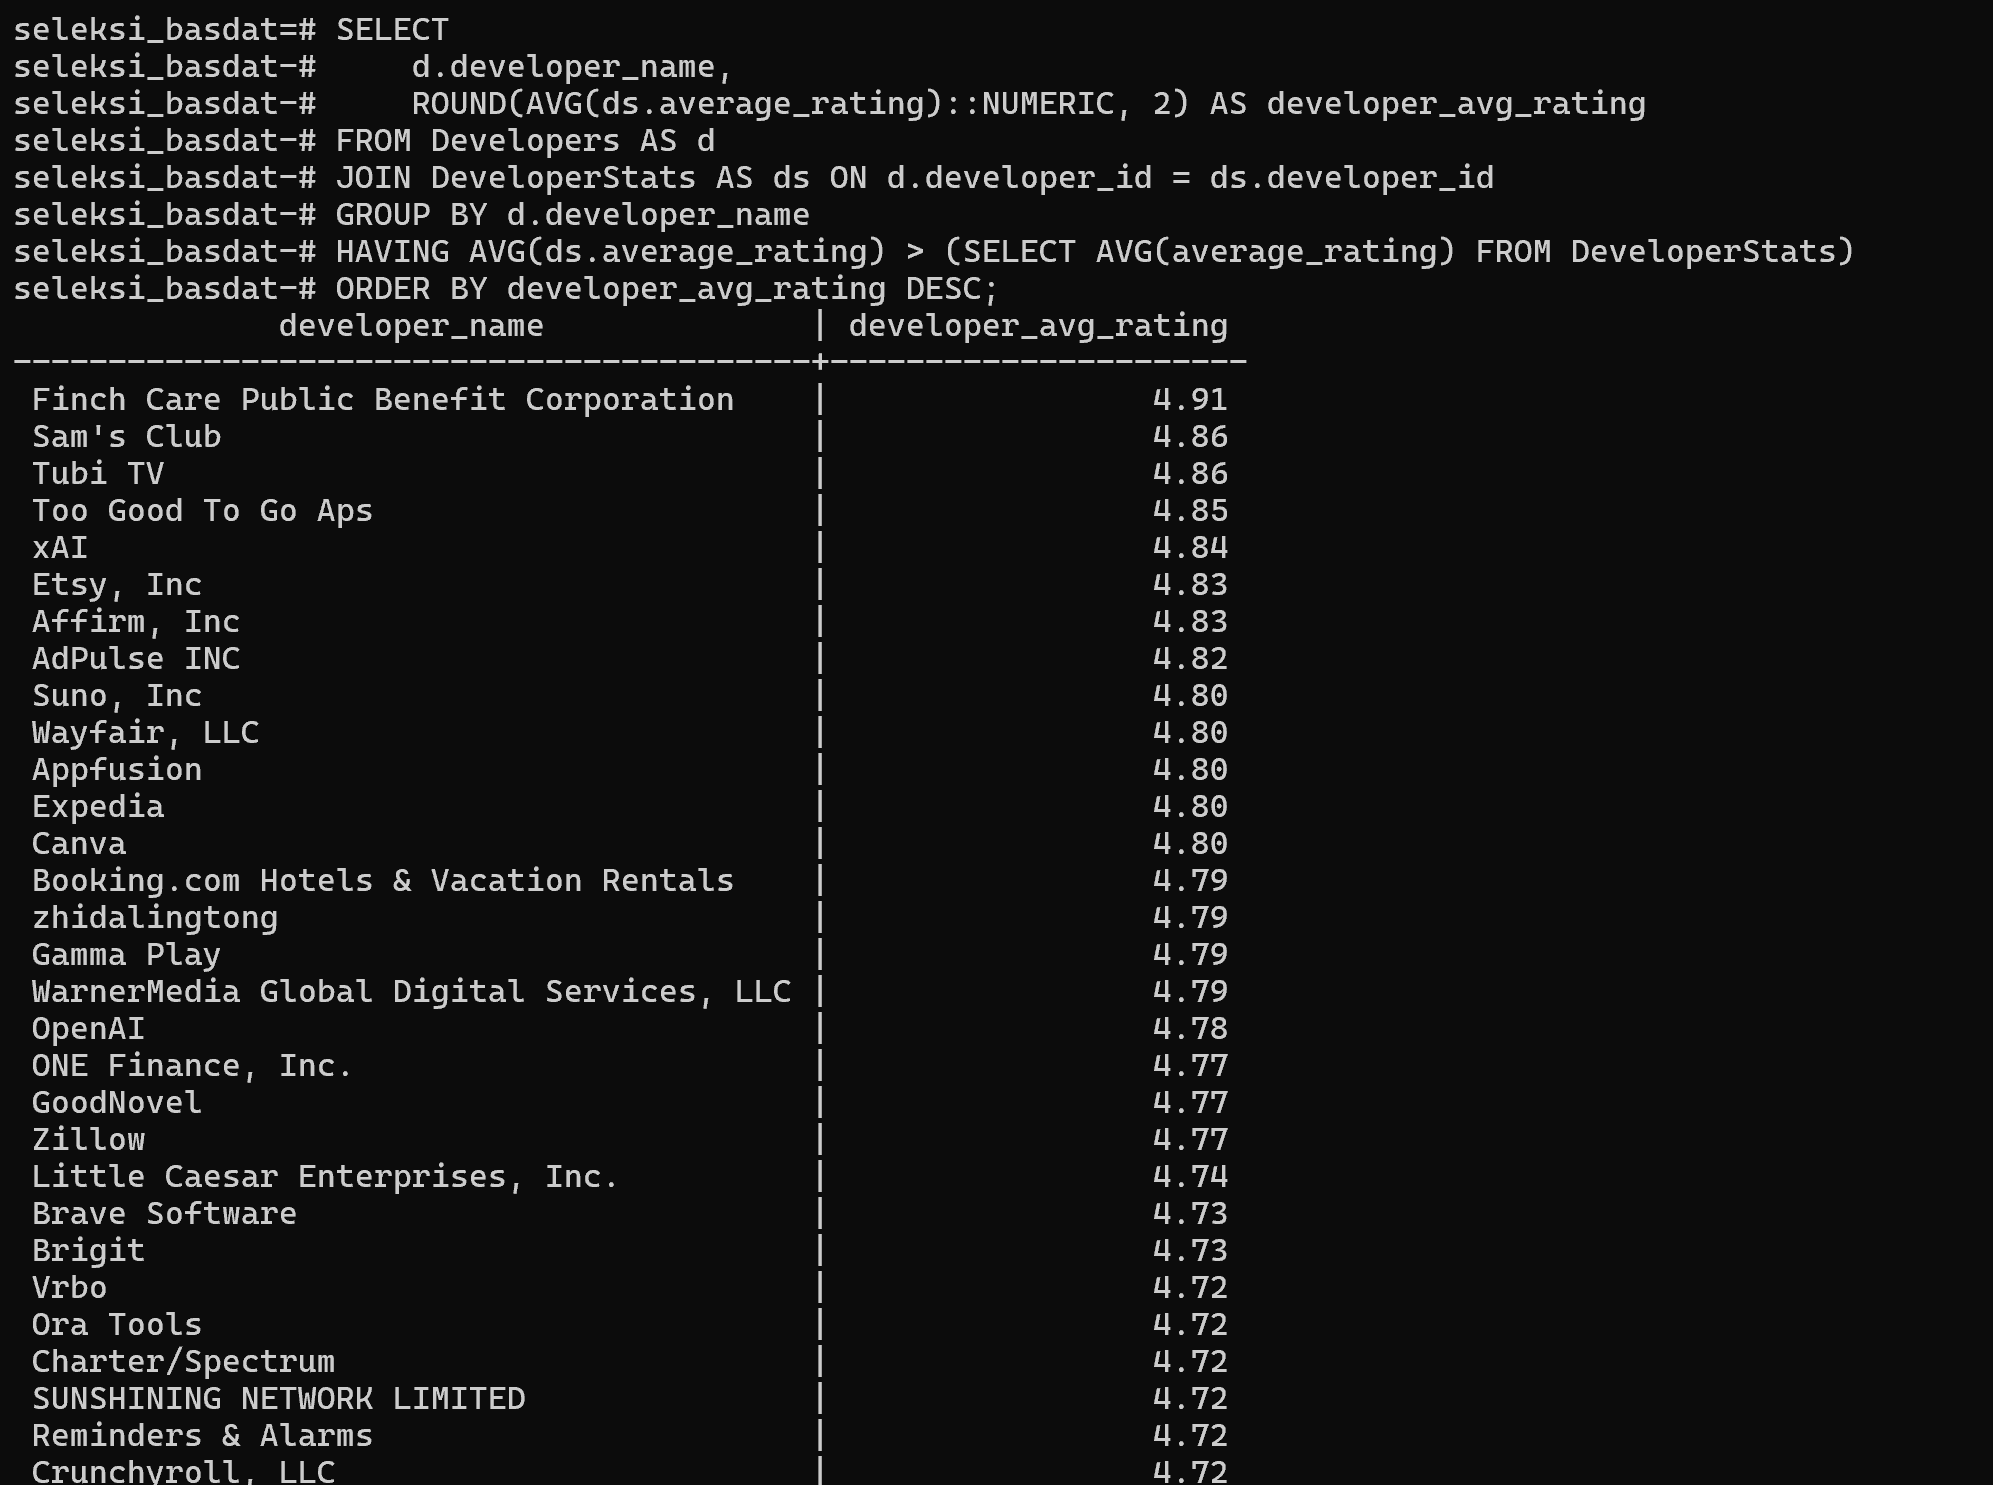 seleksi_basdat=# SELECT
seleksi_basdat-#     d.developer_name,
seleksi_basdat-#     ROUND(AVG(ds.average_rating)::NUMERIC, 2) AS developer_avg_rating
seleksi_basdat-# FROM Developers AS d
seleksi_basdat-# JOIN DeveloperStats AS ds ON d.developer_id = ds.developer_id
seleksi_basdat-# GROUP BY d.developer_name
seleksi_basdat-# HAVING AVG(ds.average_rating) > (SELECT AVG(average_rating) FROM DeveloperStats)
seleksi_basdat-# ORDER BY developer_avg_rating DESC;
              developer_name              | developer_avg_rating
------------------------------------------+----------------------
 Finch Care Public Benefit Corporation    |                 4.91
 Sam's Club                               |                 4.86
 Tubi TV                                  |                 4.86
 Too Good To Go Aps                       |                 4.85
 xAI                                      |                 4.84
 Etsy, Inc                                |                 4.83
 Affirm, Inc                              |                 4.83
 AdPulse INC                              |                 4.82
 Suno, Inc                                |                 4.80
 Wayfair, LLC                             |                 4.80
 Appfusion                                |                 4.80
 Expedia                                  |                 4.80
 Canva                                    |                 4.80
 Booking.com Hotels & Vacation Rentals    |                 4.79
 zhidalingtong                            |                 4.79
 Gamma Play                               |                 4.79
 WarnerMedia Global Digital Services, LLC |                 4.79
 OpenAI                                   |                 4.78
 ONE Finance, Inc.                        |                 4.77
 GoodNovel                                |                 4.77
 Zillow                                   |                 4.77
 Little Caesar Enterprises, Inc.          |                 4.74
 Brave Software                           |                 4.73
 Brigit                                   |                 4.73
 Vrbo                                     |                 4.72
 Ora Tools                                |                 4.72
 Charter/Spectrum                         |                 4.72
 SUNSHINING NETWORK LIMITED               |                 4.72
 Reminders & Alarms                       |                 4.72
 Crunchyroll, LLC                         |                 4.72